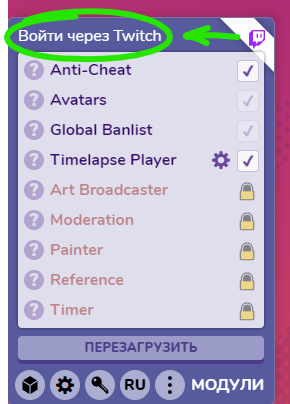 Войти через Twitch
? Anti-Cheat
? Avatars
? Global Banlist
? Timelapse Player
? Art Broadcaster
? Moderation
? Painter
? Reference
? Timer
ПЕРЕЗАГРУЗИТЬ
RU МОДУЛИ